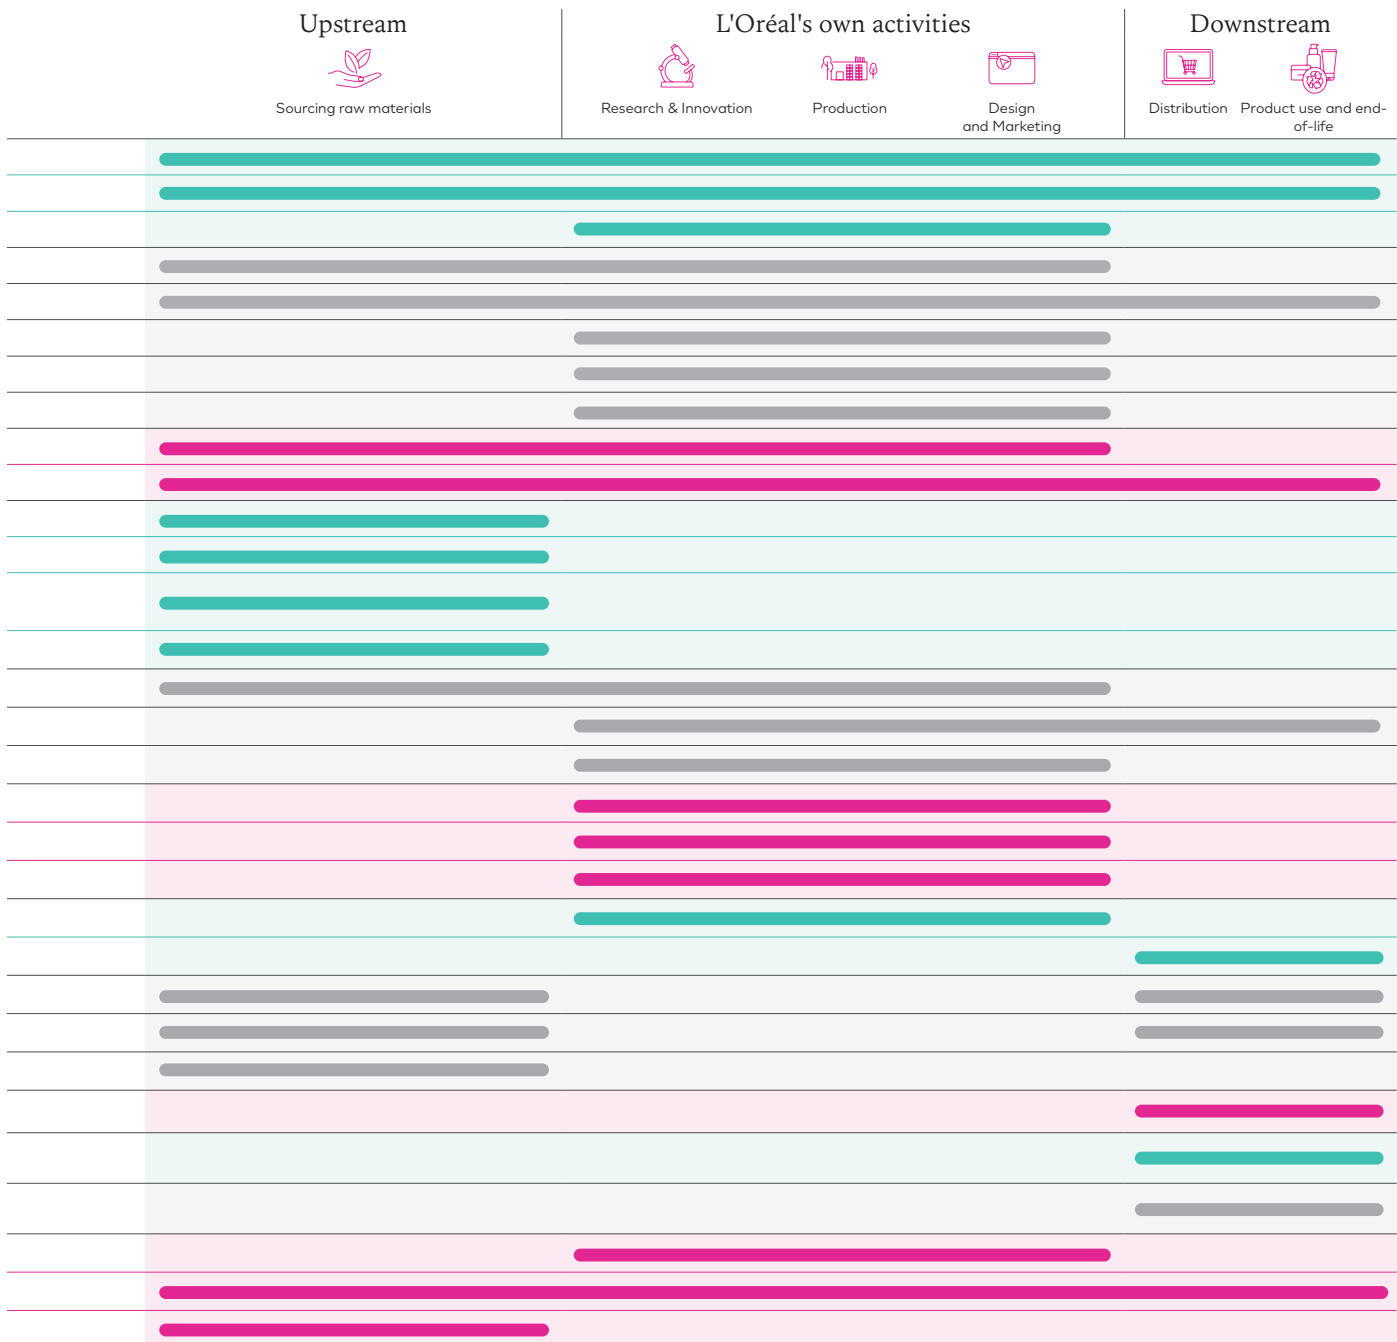 Upstream
L'Oréal's own activities
Downstream
Sourcing raw materials
Research & Innovation
Production
Design
and Marketing
Distribution
Product use and end-
of-life